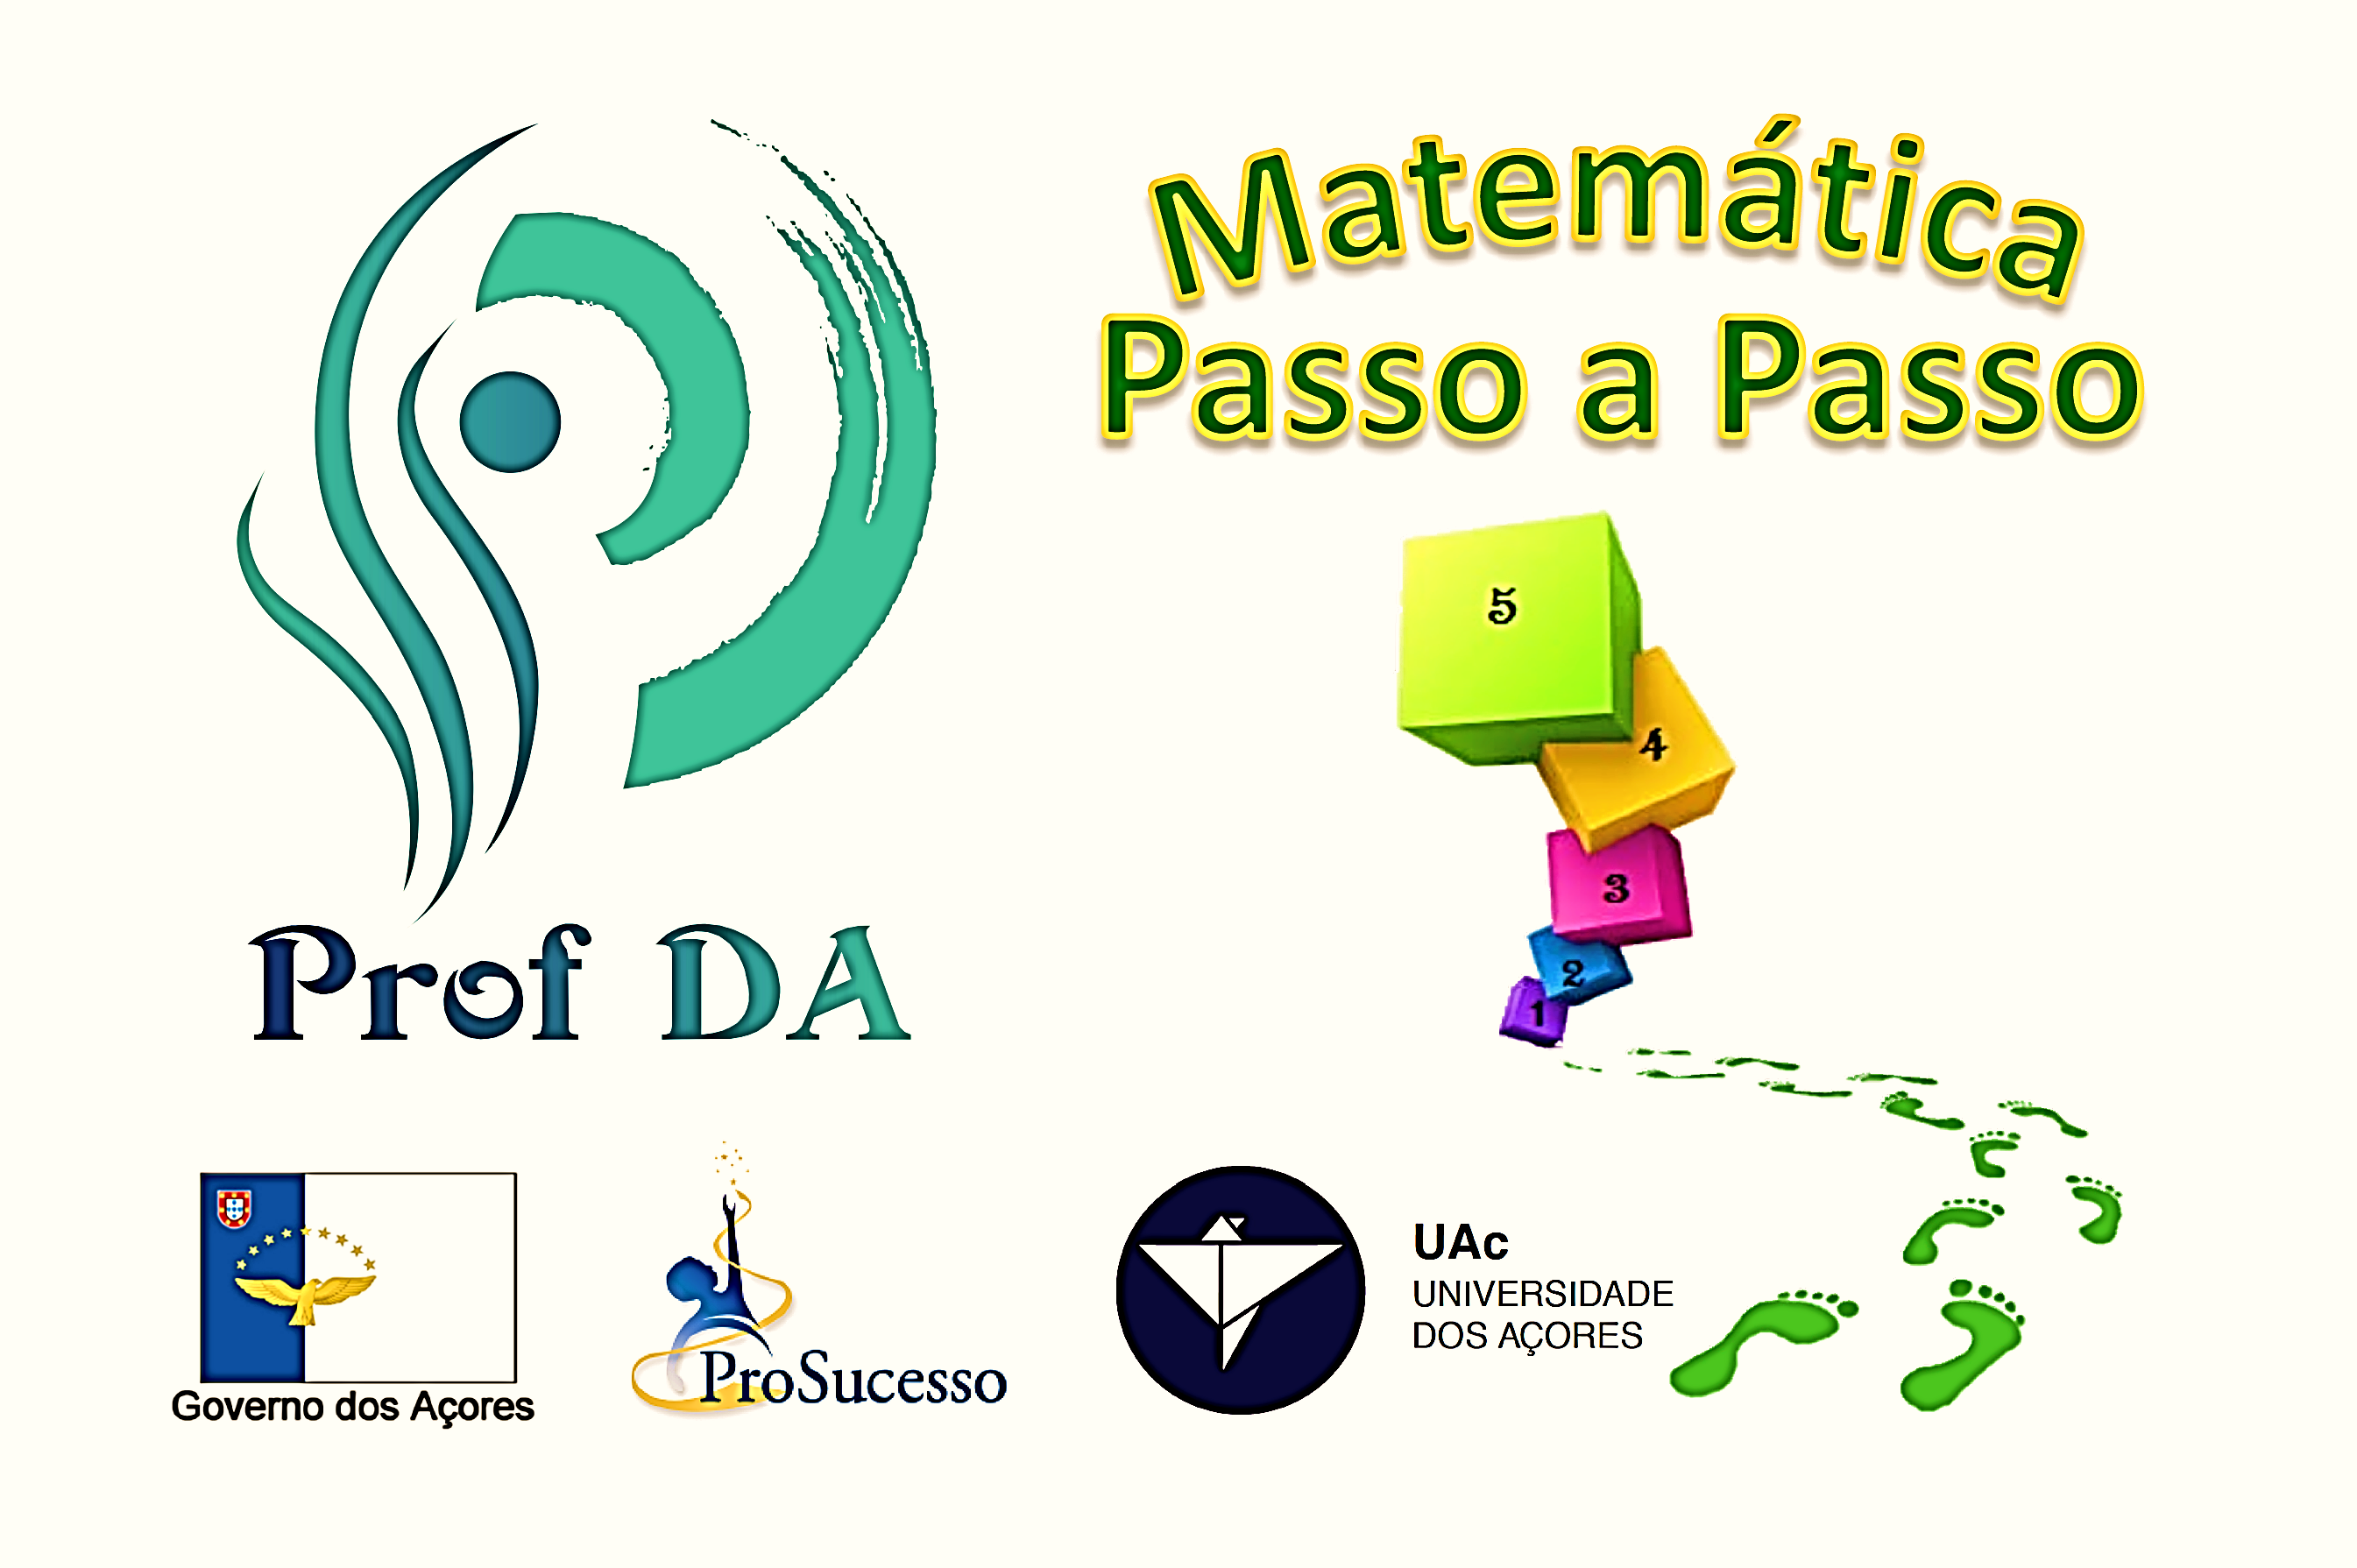 Matemática
Passo a Passo
5
4
3
2
1
Prof DA
Governo dos Açores
ProSucesso
UAc
UNIVERSIDADE
DOS AÇORES